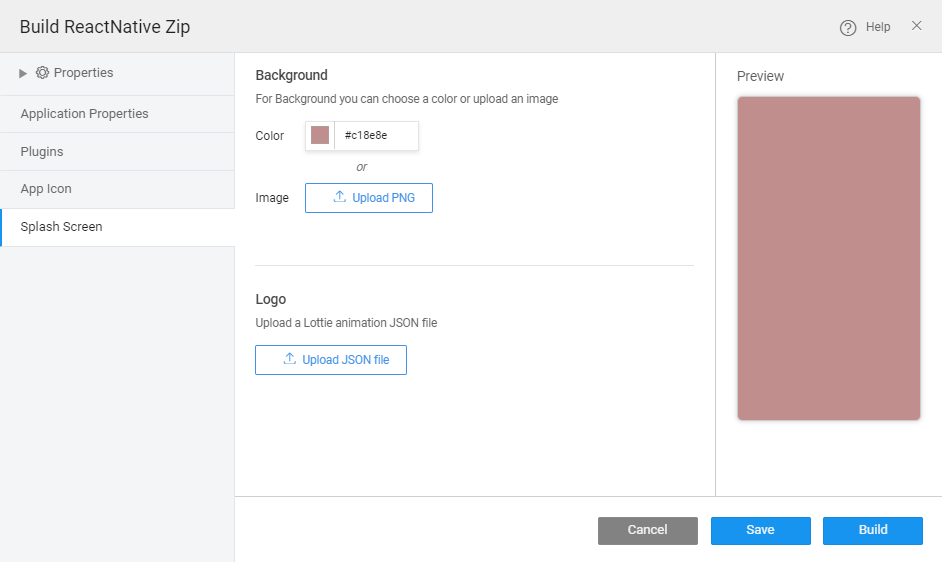 Build ReactNative Zip
Help
Properties
Application Properties
Plugins
App Icon
Splash Screen
Background
For Background you can choose a color or upload an image
Color
#c18e8e
or
Image
Upload PNG
Logo
Upload a Lottie animation JSON file
Upload JSON file
Preview
Cancel
Save
Build